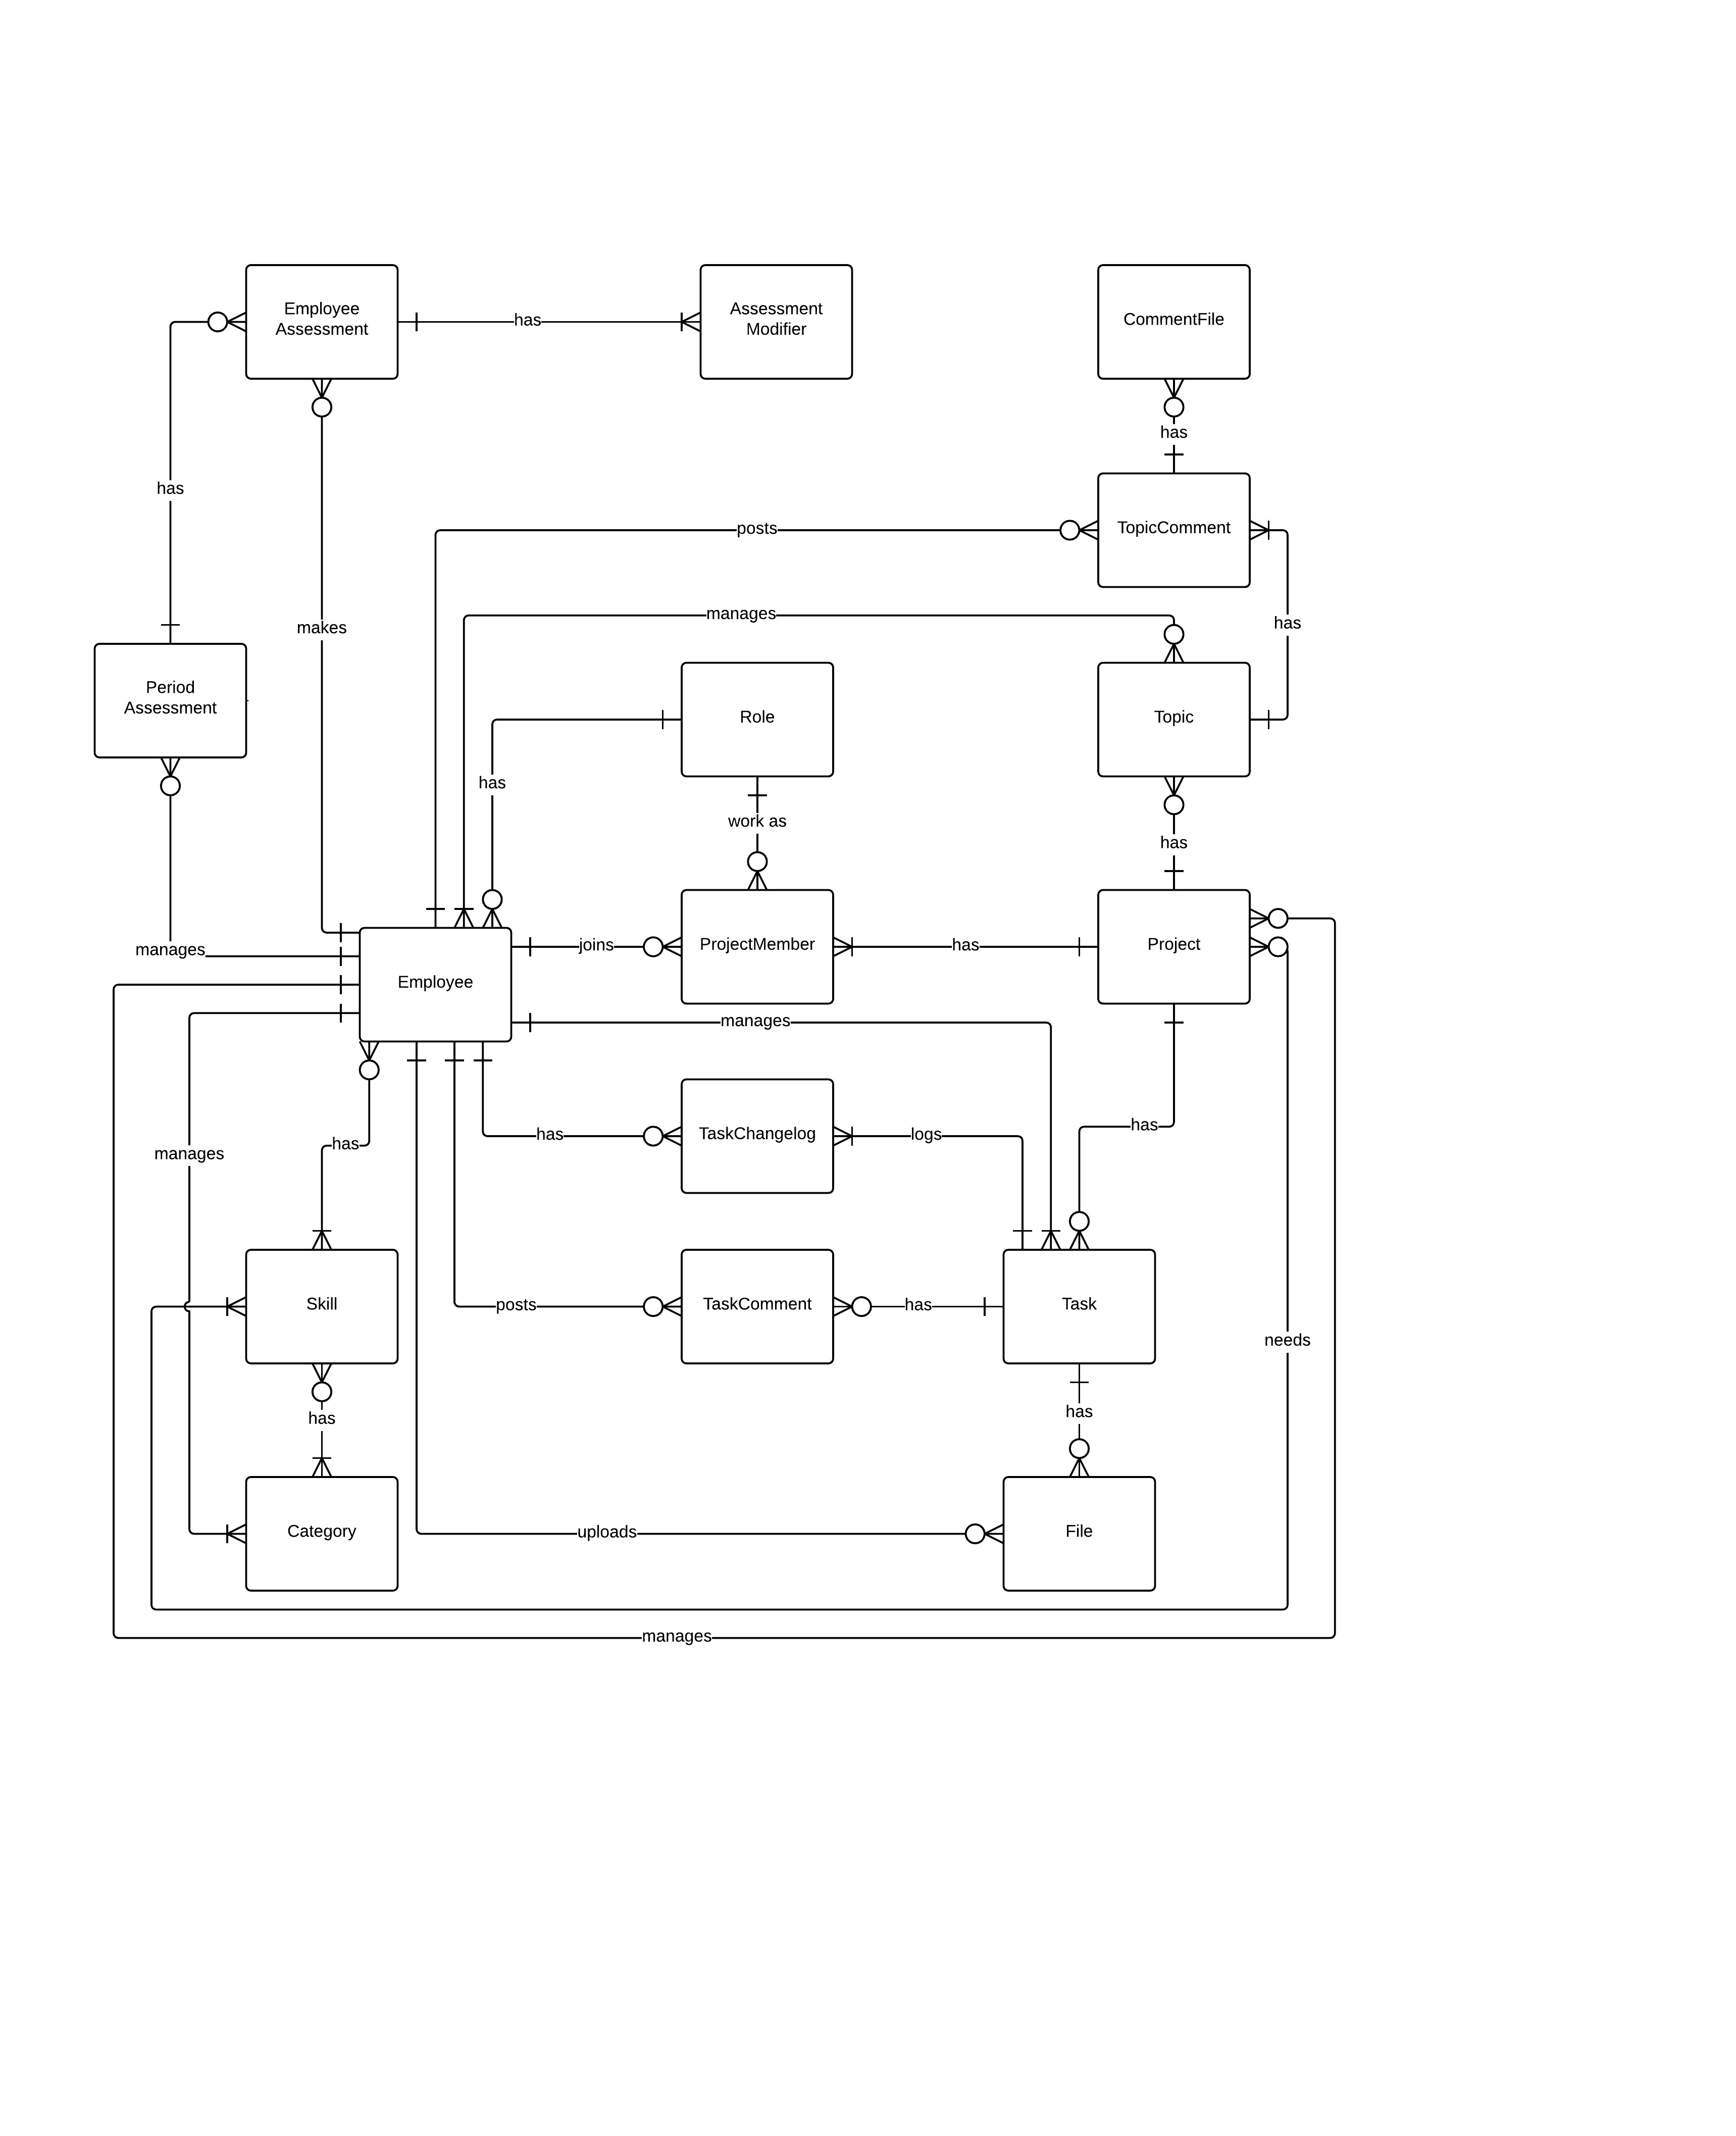 Employee
Assessment
has
Assessment
Modifier
CommentFile
has
has
posts
TopicComment
manages
has
makes
Period
Assessment
Role
Topic
has
work as
has
manages
Employee
joins
ProjectMember
has
Project
manages
has
manages
has
TaskChangelog
logs
has
Skill
posts
TaskComment
has
Task
needs
has
has
Category
uploads
File
manages